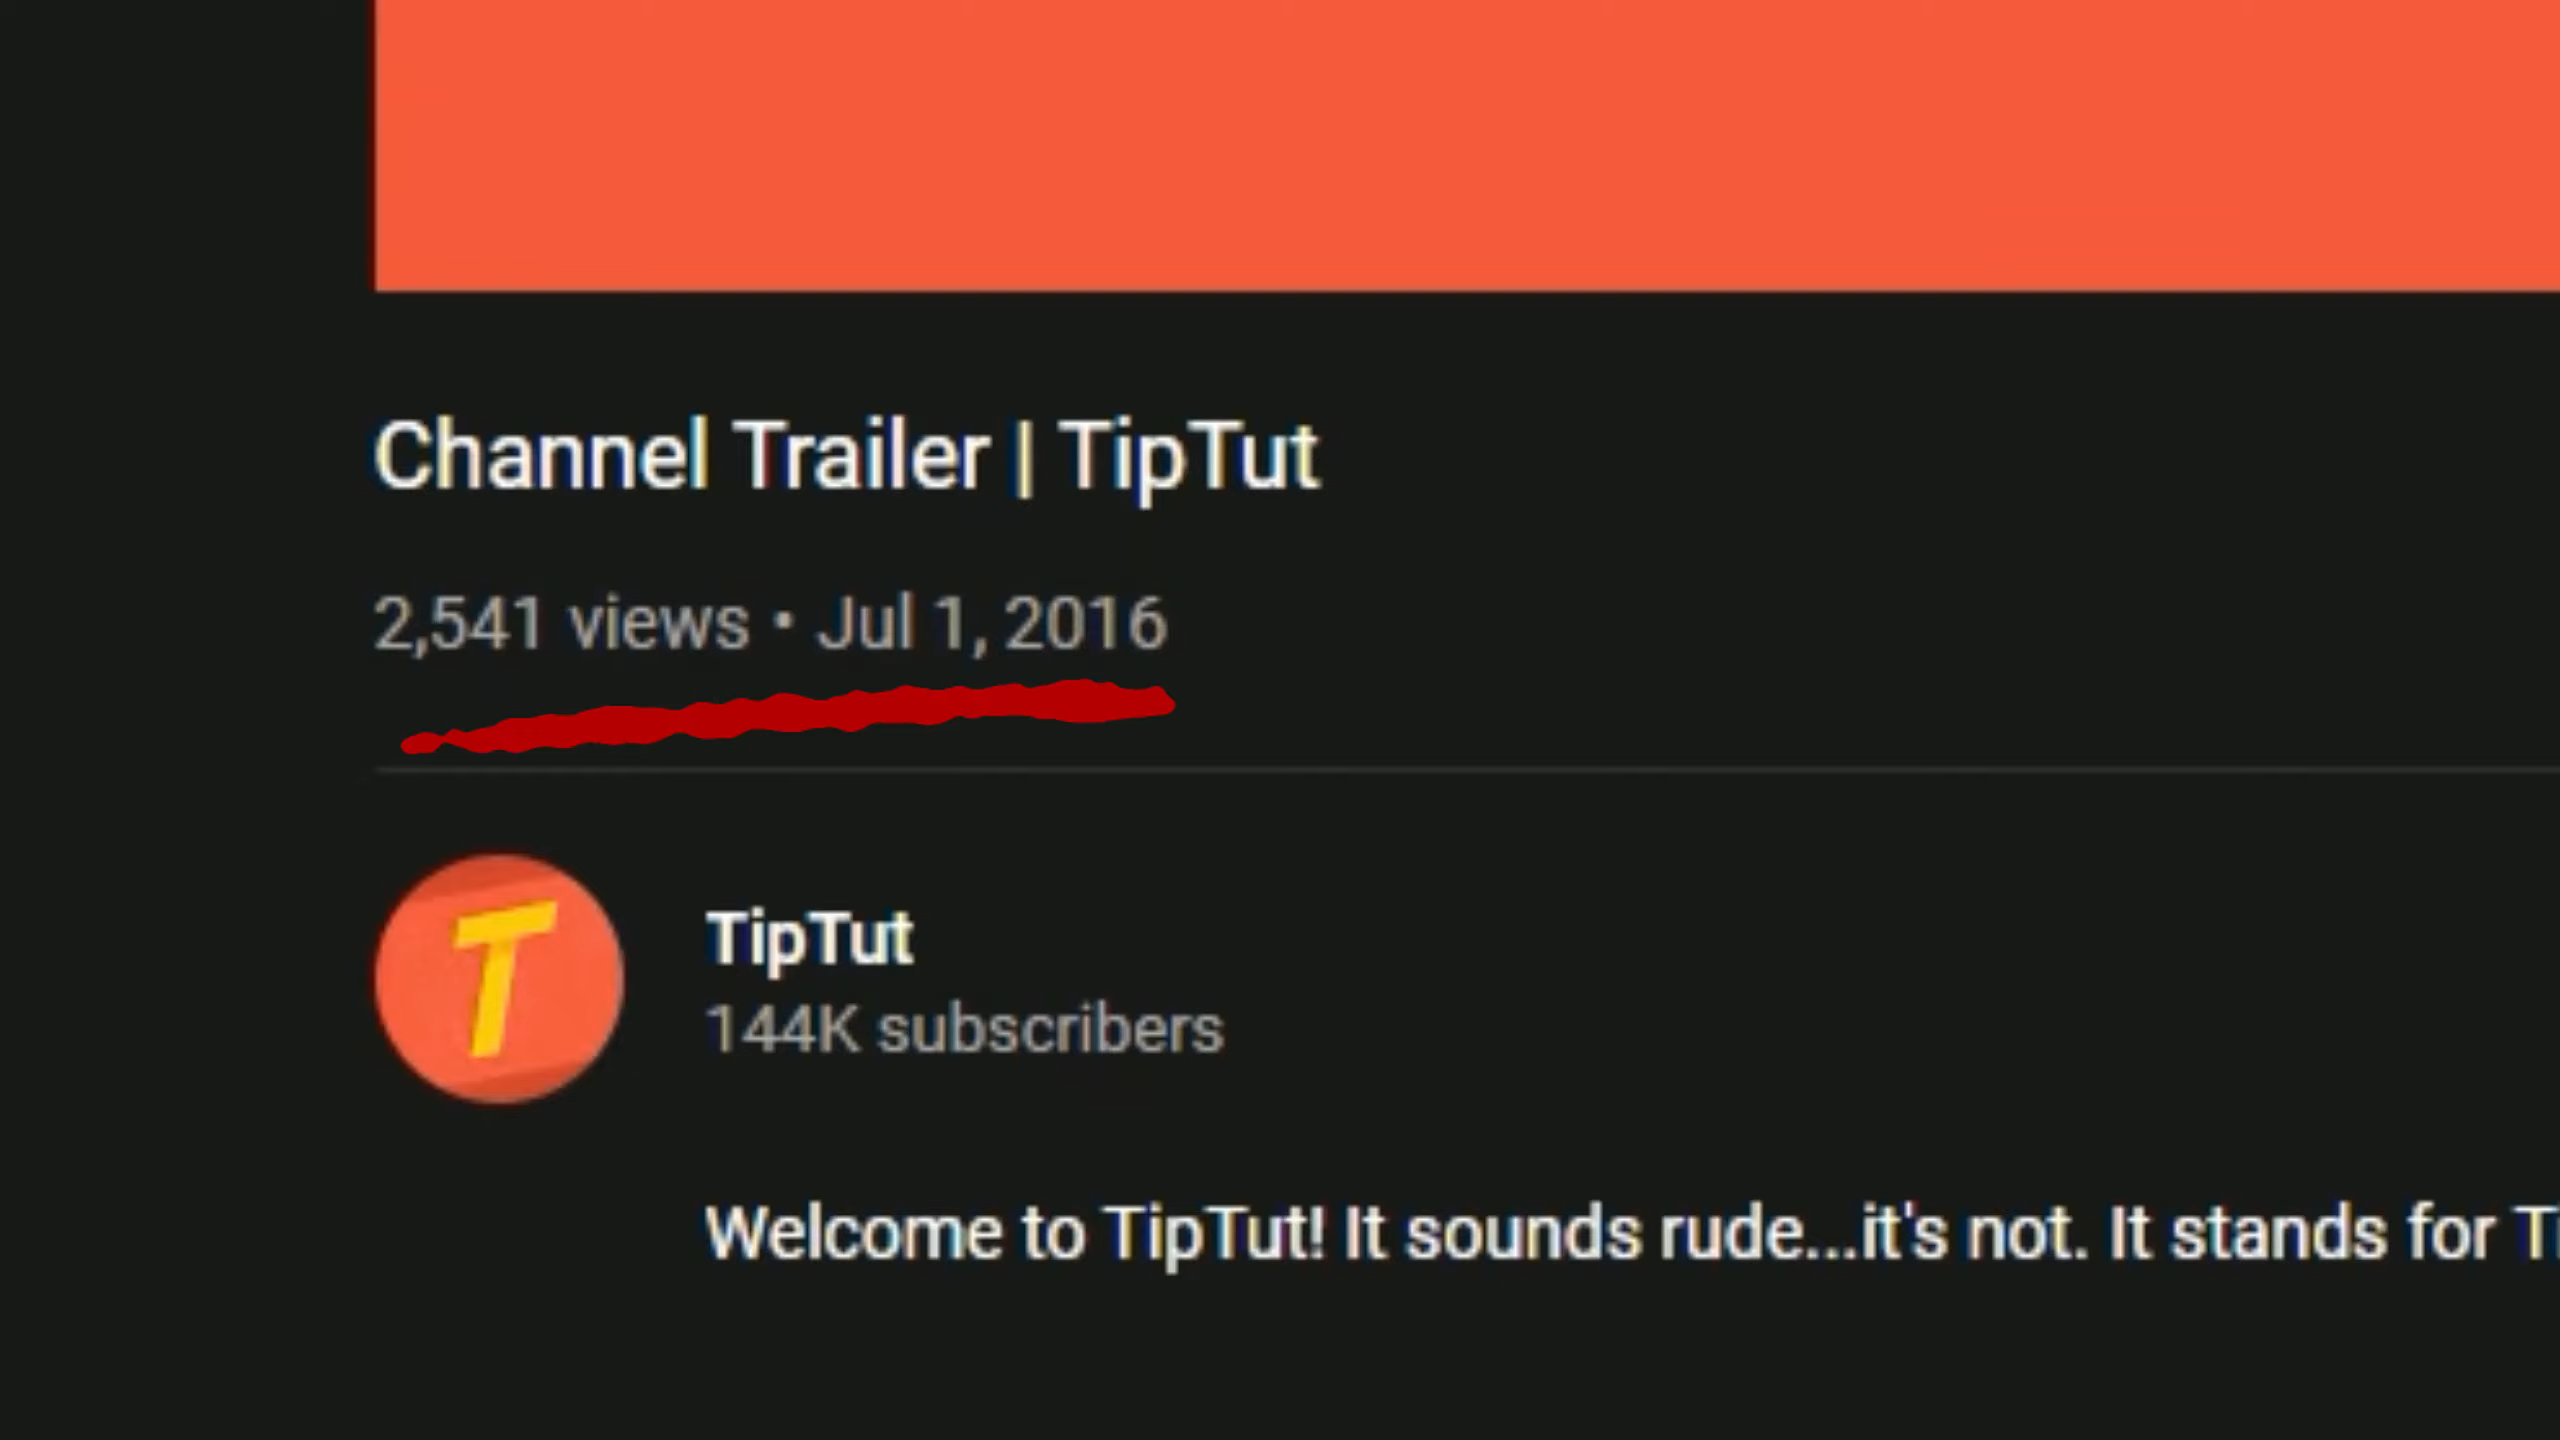 Channel Trailer | TipTut
2,541 views • Jul 1, 2016
T
TipTut
144K subscribers
Welcome to TipTut! It sounds rude...it's not. It stands for